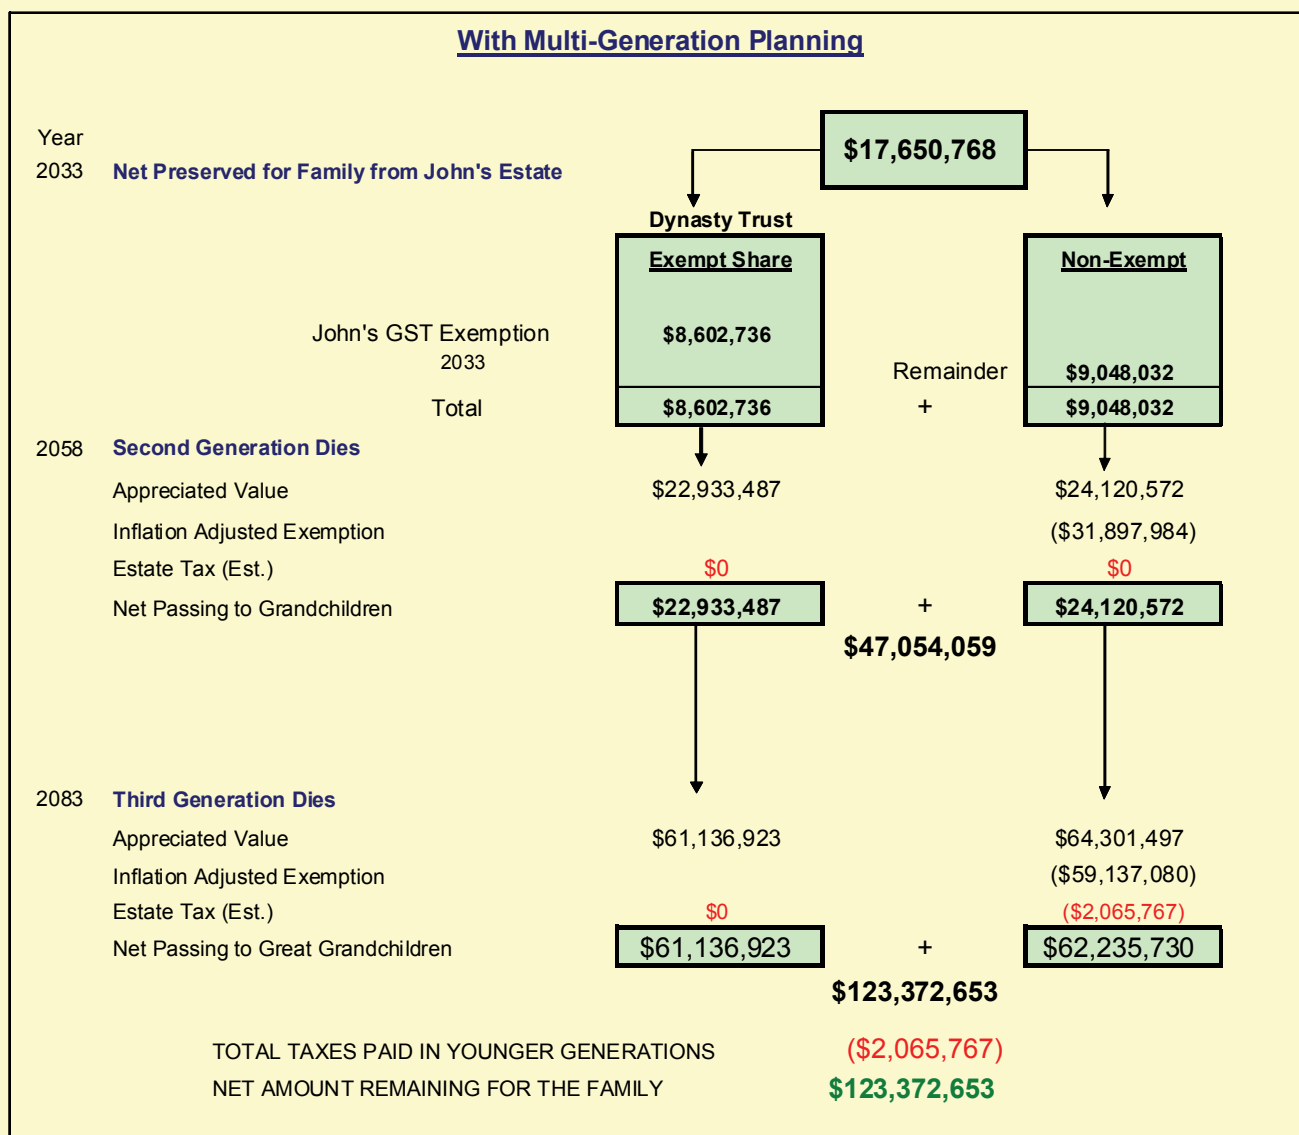 With Multi-Generation Planning
Year
$17,650,768
2033 Net Preserved for Family from John's Estate
Dynasty Trust
Exempt Share Non-Exempt
John's GST Exemption $8,602,736
2033
Remainder $9,048,032
Total $8,602,736 + $9,048,032
2058 Second Generation Dies
Appreciated Value $22,933,487 $24,120,572
Inflation Adjusted Exemption ($31,897,984)
Estate Tax (Est.) $0 $0
Net Passing to Grandchildren $22,933,487 + $24,120,572
$47,054,059
2083 Third Generation Dies
Appreciated Value $61,136,923 $64,301,497
Inflation Adjusted Exemption ($59,137,080)
Estate Tax (Est.) $0 ($2,065,767)
Net Passing to Great Grandchildren $61,136,923 + $62,235,730
$123,372,653
TOTAL TAXES PAID IN YOUNGER GENERATIONS ($2,065,767)
NET AMOUNT REMAINING FOR THE FAMILY $123,372,653